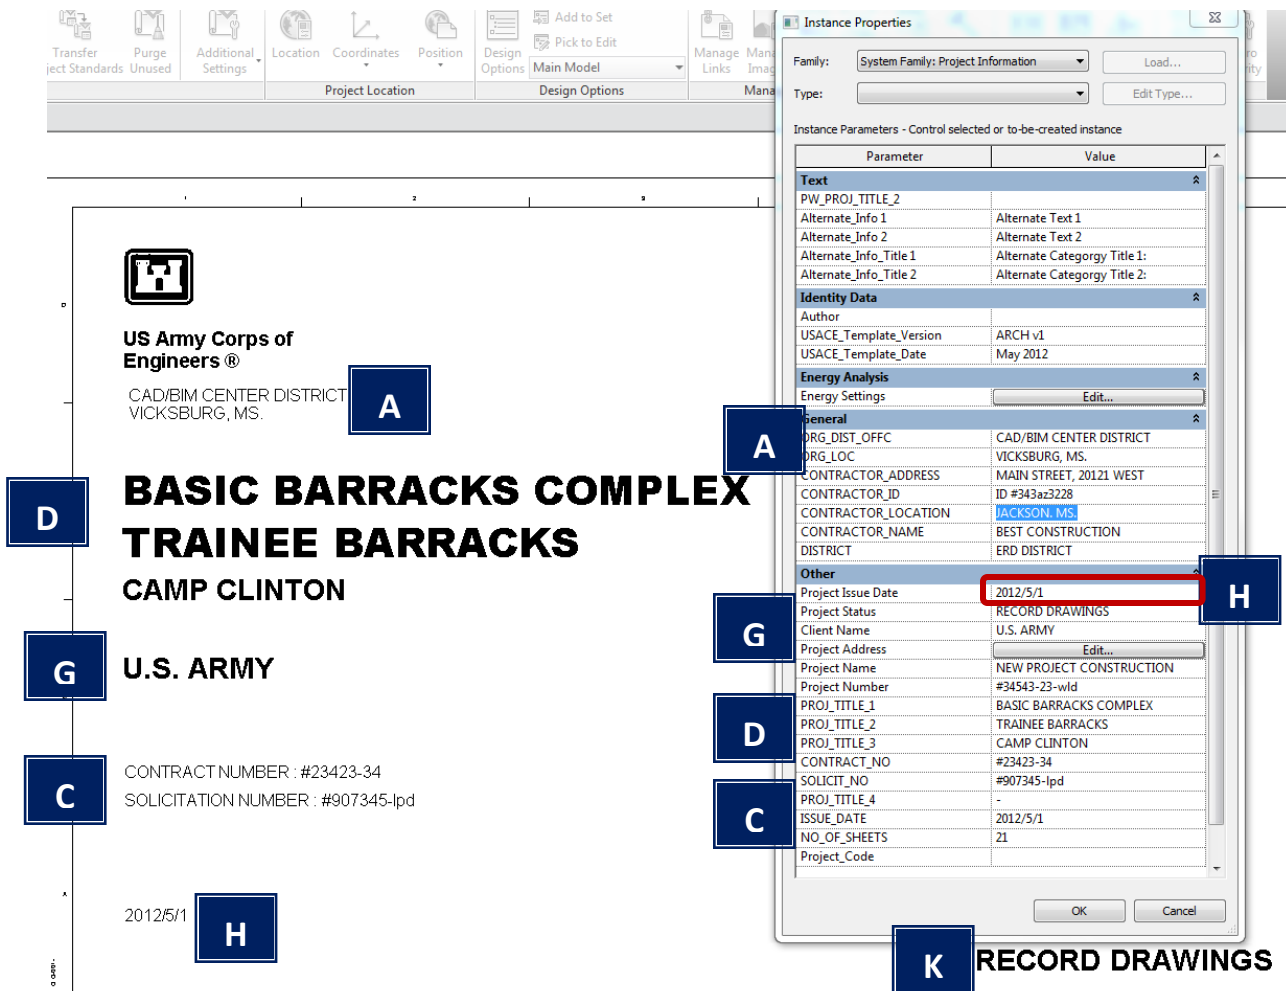 Transfer
Project Standards
Purge
Unused
Additional
Settings
Location
Coordinates
Position
Design
Options
Add to Set
Pick to Edit
Main Model
Manage
Links
Project Location
Design Options
Instance Properties
Family:
System Family: Project Information
Load...
Type:
Edit Type...
Instance Parameters - Control selected or to-be-created instance
Parameter Value
Text
PW_PROJ_TITLE_2
Alternate_Info 1 Alternate Text 1
Alternate_Info 2 Alternate Text 2
Alternate_Info_Title 1 Alternate Categorgy Title 1:
Alternate_Info_Title 2 Alternate Categorgy Title 2:
Identity Data
Author
USACE_Template_Version ARCH v1
USACE_Template_Date May 2012
Energy Analysis
Energy Settings Edit...
General
A
ORG_DIST_OFFC CAD/BIM CENTER DISTRICT
ORG_LOC VICKSBURG, MS.
CONTRACTOR_ADDRESS MAIN STREET, 20121 WEST
CONTRACTOR_ID ID #343az3228
CONTRACTOR_LOCATION JACKSON. MS.
CONTRACTOR_NAME BEST CONSTRUCTION
DISTRICT ERD DISTRICT
Other
Project Issue Date 2012/5/1
H
Project Status RECORD DRAWINGS
G
Client Name U.S. ARMY
Project Address Edit...
Project Name NEW PROJECT CONSTRUCTION
Project Number #34543-23-wld
PROJ_TITLE_1 BASIC BARRACKS COMPLEX
D
PROJ_TITLE_2 TRAINEE BARRACKS
PROJ_TITLE_3 CAMP CLINTON
CONTRACT_NO #23423-34
SOLICIT_NO #907345-lpd
PROJ_TITLE_4 -
C
ISSUE_DATE 2012/5/1
NO_OF_SHEETS 21
Project_Code
OK Cancel
1 2 3
US Army Corps of
Engineers ®
CAD/BIM CENTER DISTRICT
VICKSBURG, MS.
A
D
BASIC BARRACKS COMPLEX
TRAINEE BARRACKS
CAMP CLINTON
G
U.S. ARMY
C
CONTRACT NUMBER : #23423-34
SOLICITATION NUMBER : #907345-lpd
2012/5/1
H
K
RECORD DRAWINGS